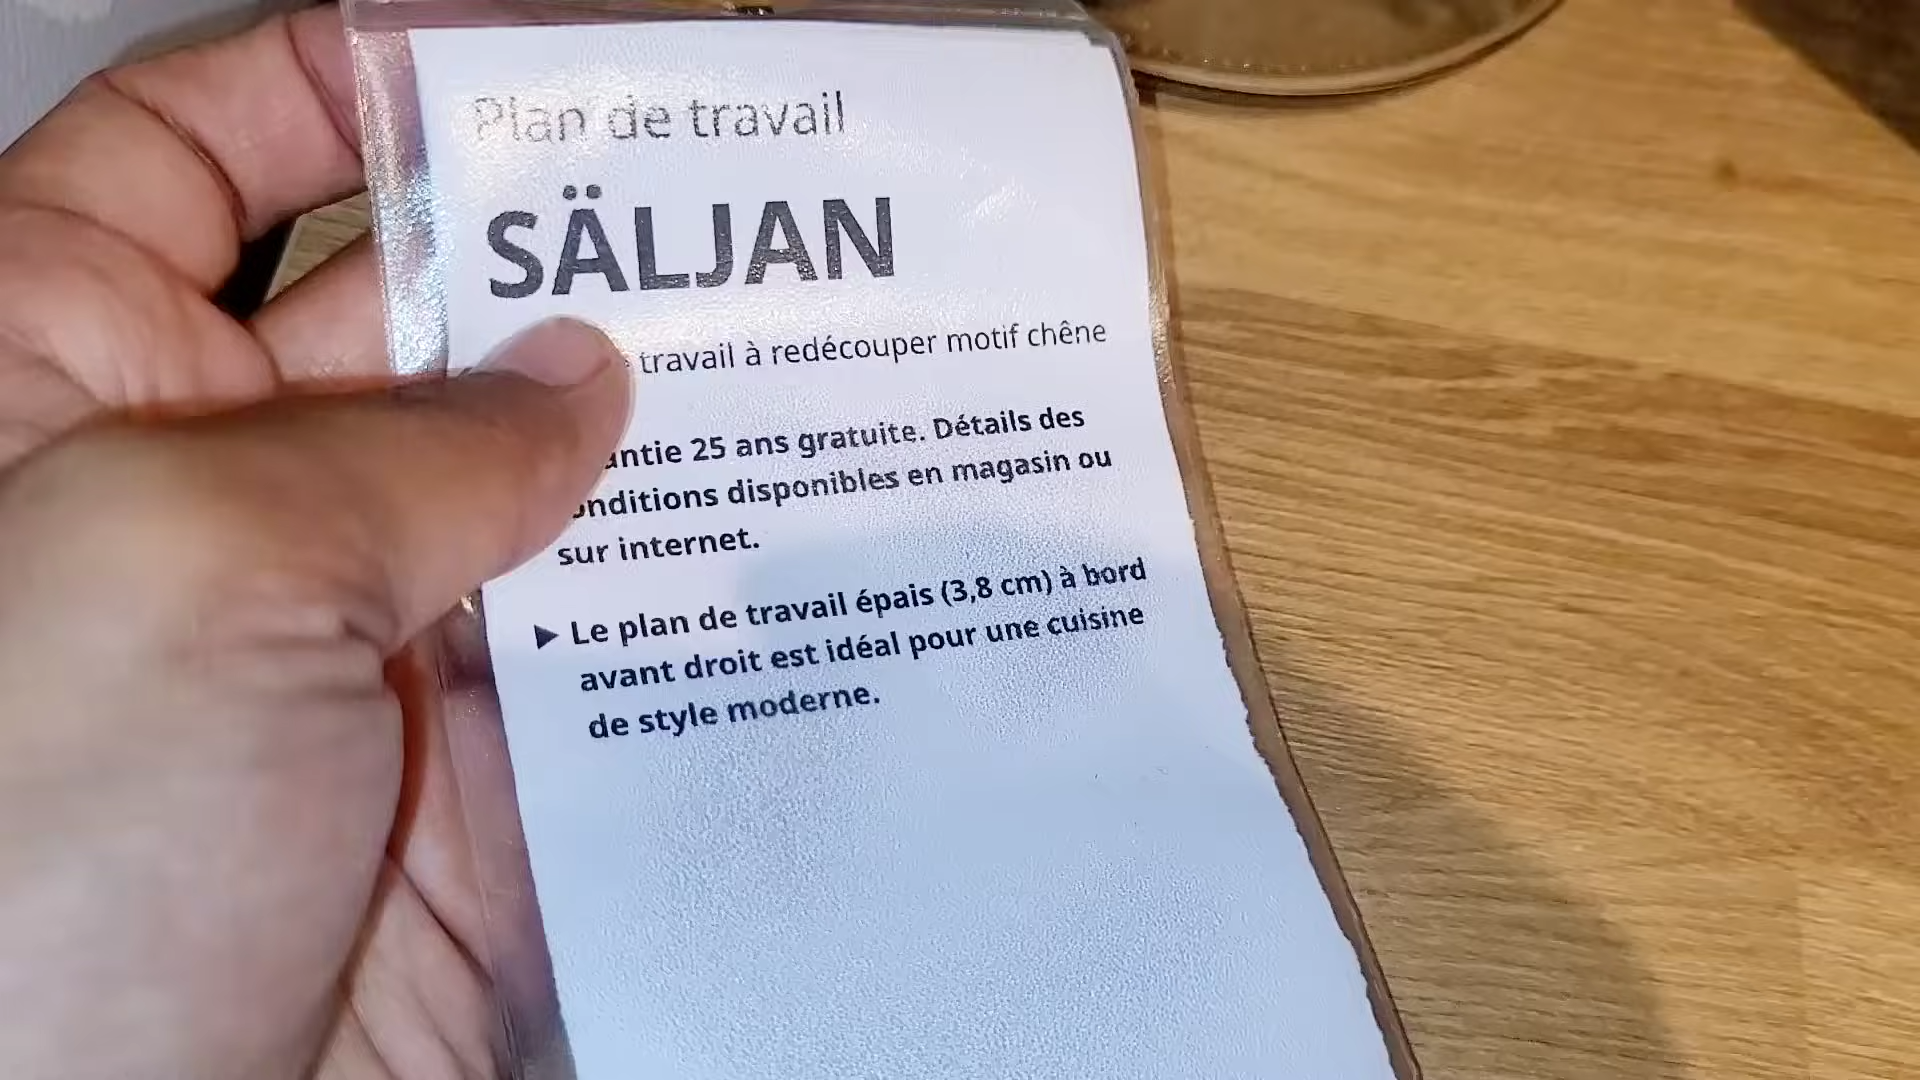 Plan de travail
SÄLJAN
travail à redécouper motif chêne
25 ans gratuite. Détails des
disponibles en magasin ou
sur internet.
► Le plan de travail épais (3,8 cm) à bord
avant droit est idéal pour une cuisine
de style moderne.